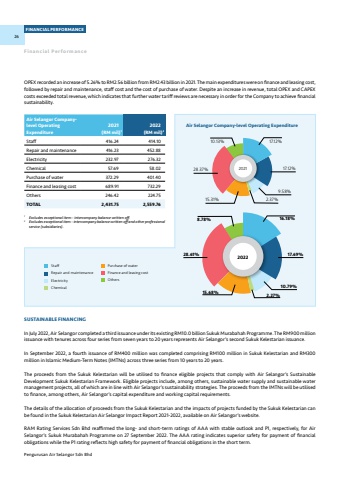 FINANCIAL PERFORMANCE
26
Financial Performance
OPEX recorded an increase of 5.26% to RM2.56 billion from RM2.43 billion in 2021. The main expenditures were on finance and leasing cost,
followed by repair and maintenance, staff cost and the cost of purchase of water. Despite an increase in revenue, total OPEX and CAPEX
costs exceeded total revenue, which indicates that further water tariff reviews are necessary in order for the Company to achieve financial
sustainability.
Air Selangor Company-level Operating Expenditure 2021 (RM mil)¹ 2022 (RM mil)²
Staff 416.24 414.10
Repair and maintenance 416.23 452.88
Electricity 232.97 276.32
Chemical 57.69 58.02
Purchase of water 372.29 401.40
Finance and leasing cost 689.91 732.29
Others 246.42 224.75
TOTAL 2,431.75 2,559.76
¹ Excludes exceptional item - intercompany balance written off
² Excludes exceptional item - intercompany balance written off and other professional
service (subsidiaries)
Air Selangor Company-level Operating Expenditure
10.13%
17.12%
28.37%
2021
17.12%
9.58%
15.31%
2.37%
8.78%
16.18%
28.61%
2022
17.69%
10.79%
15.68%
2.27%
Staff
Repair and maintenance
Electricity
Chemical
Purchase of water
Finance and leasing cost
Others
SUSTAINABLE FINANCING
In July 2022, Air Selangor completed a third issuance under its existing RM10.0 billion Sukuk Murabahah Programme. The RM900 million
issuance with tenures across four series from seven years to 20 years represents Air Selangor's second Sukuk Kelestarian issuance.
In September 2022, a fourth issuance of RM400 million was completed comprising RM100 million in Sukuk Kelestarian and RM300
million in Islamic Medium-Term Notes (IMTNs) across three series from 10 years to 20 years.
The proceeds from the Sukuk Kelestarian will be utilised to finance eligible projects that comply with Air Selangor's Sustainable
Development Sukuk Kelestarian Framework. Eligible projects include, among others, sustainable water supply and sustainable water
management projects, all of which are in line with Air Selangor's sustainability strategies. The proceeds from the IMTNs will be utilised
to finance, among others, Air Selangor's capital expenditure and working capital requirements
The details of the allocation of proceeds from the Sukuk Kelestarian and the impacts of projects funded by the Sukuk Kelestarian can
be found in the Sukuk Kelestarian Air Selangor Impact Report 2021-2022, available on Air Selangor's website.
RAM Rating Services Sdn Bhd reaffirmed the long- and short-term ratings of AAA with stable outlook and P1, respectively, for Air
Selangor's Sukuk Murabahah Programme on 27 September 2022. The AAA rating indicates superior safety for payment of financial
obligations while the P1 rating reflects high safety for payment of financial obligations in the short term.
Pengurusan Air Selangor Sdn Bhd